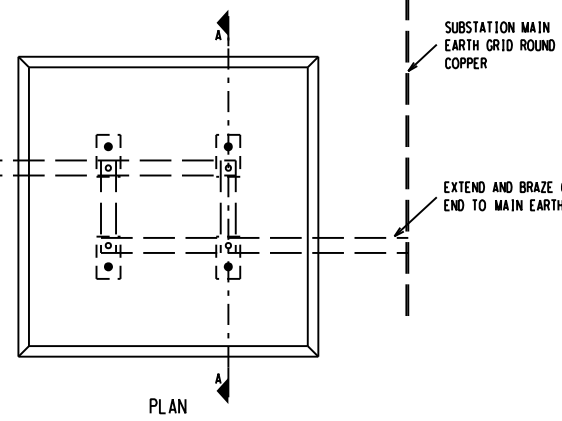 A
SUBSTATION MAIN
EARTH GRID ROUND
COPPER
EXTEND AND BRAZE
END TO MAIN EARTH
A
PLAN